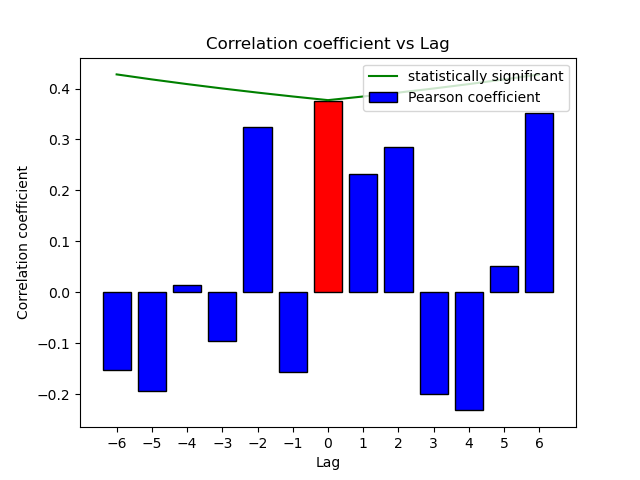 Correlation coefficient vs Lag
statistically significant
Pearson coefficient
Correlation coefficient
0.4
0.3
0.2
0.1
0.0
−0.1
−0.2
−6 −5 −4 −3 −2 −1 0 1 2 3 4 5 6
Lag